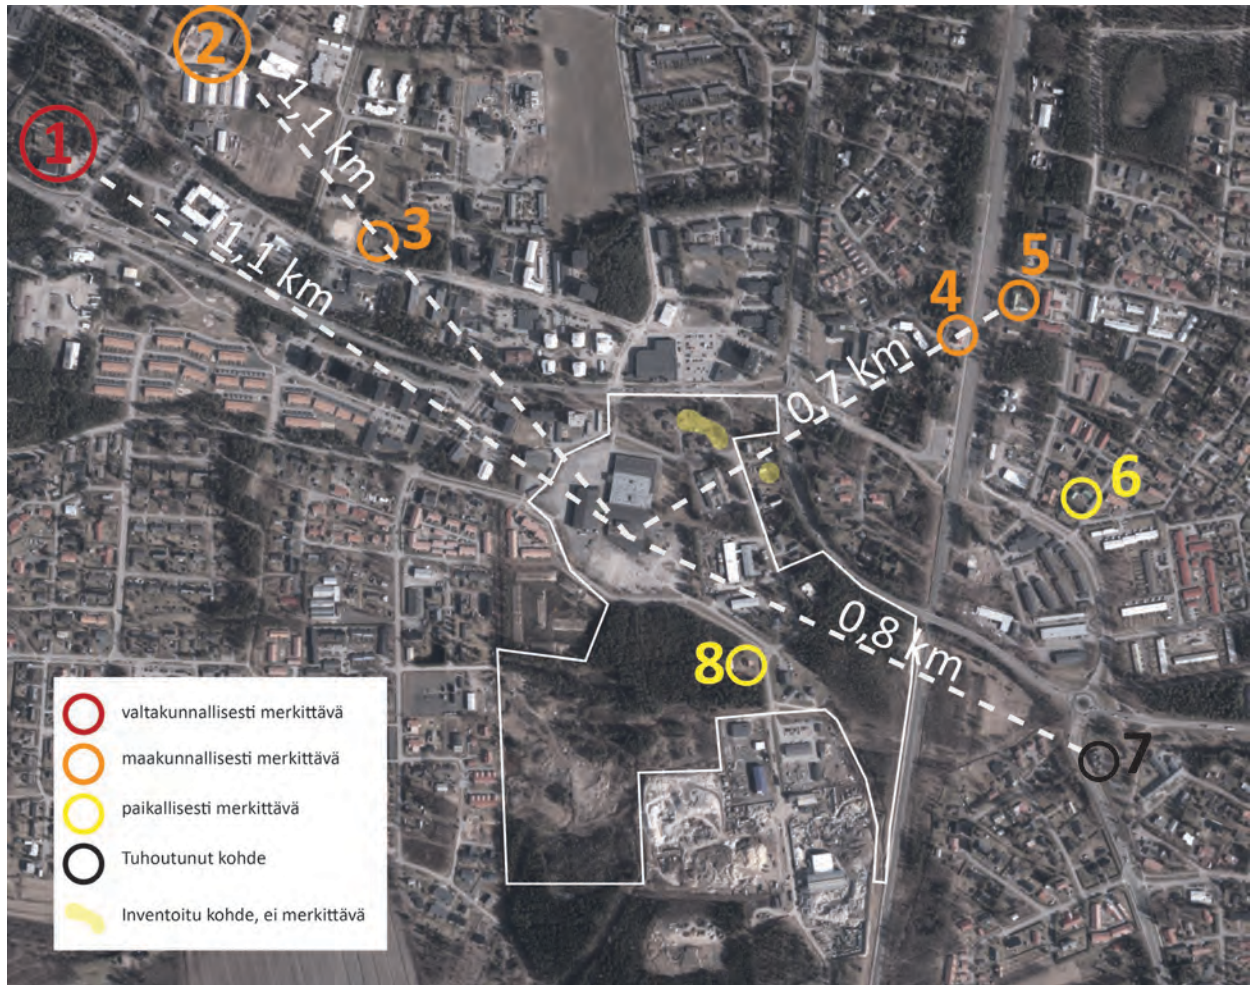 2
1
1,1 km
3
1,1 km
5
4
0,7 km
6
8
0,8 km
7
valtakunnallisesti merkittävä
maakunnallisesti merkittävä
paikallisesti merkittävä
Tuhoutunut kohde
Inventoitu kohde, ei merkittävä